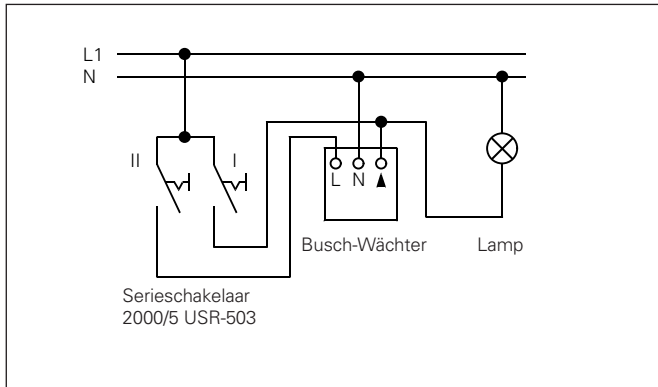 L1
N
II
I
L N ▲
Busch-Wächter
Lamp
Serieschakelaar
2000/5 USR-503